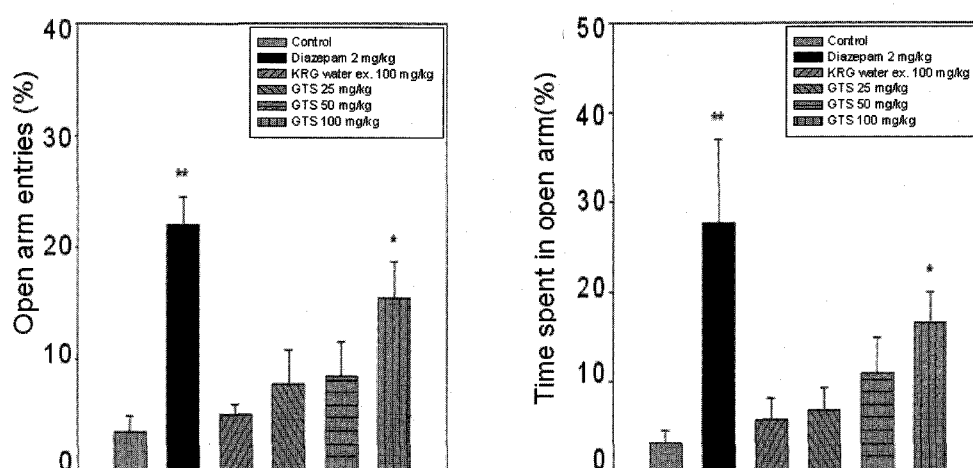 40
30
20
10
0
Open arm entries (%)
Control
Diazepam 2 mg/kg
KRG water ex. 100 mg/kg
GTS 25 mg/kg
GTS 50 mg/kg
GTS 100 mg/kg
**
*
50
40
30
20
10
0
Time spent in open arm(%)
Control
Diazepam 2 mg/kg
KRG water ex. 100 mg/kg
GTS 25 mg/kg
GTS 50 mg/kg
GTS 100 mg/kg
**
*